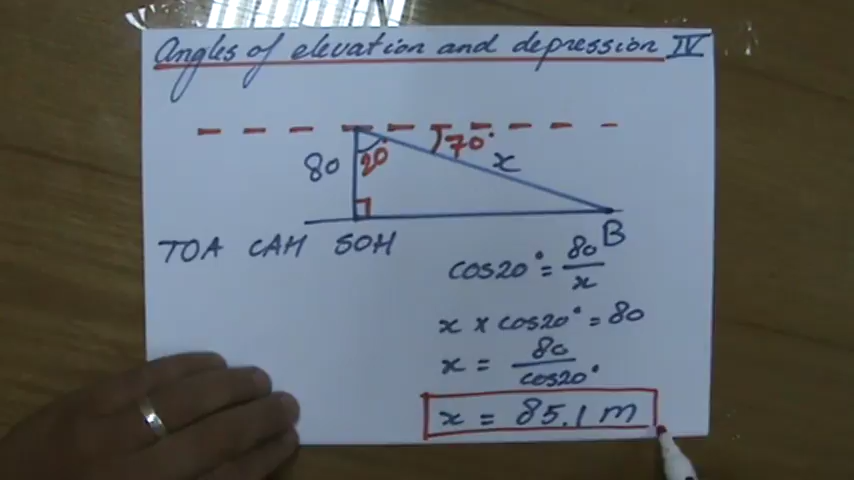 Angles of elevation and depression IV
80 20° 70° x
B
TOA CAH SOH
cos20° = 80/x
x x cos20° = 80
x = 80/cos20°
x = 85.1 m